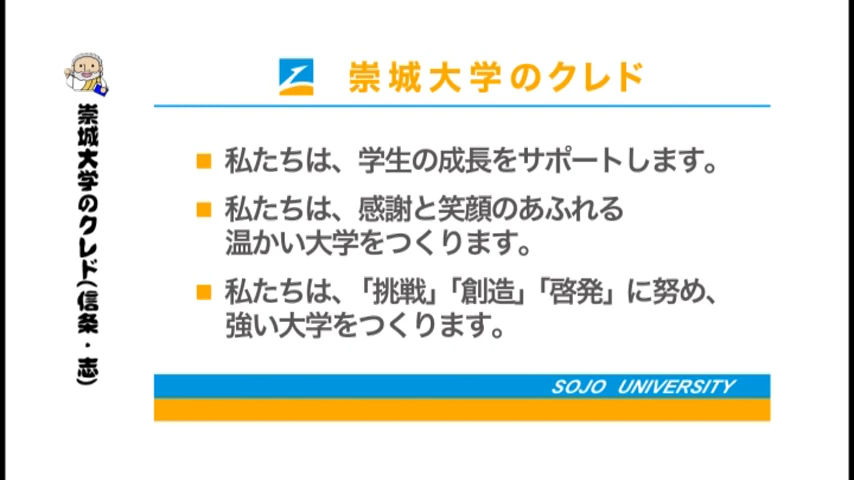 崇城大学のクレド(信条・志)
崇城大学のクレド
■ 私たちは、学生の成長をサポートします。
■ 私たちは、感謝と笑顔のあふれる
温かい大学をつくります。
■ 私たちは、「挑戦」「創造」「啓発」に努め、
強い大学をつくります。
SOJO UNIVERSITY